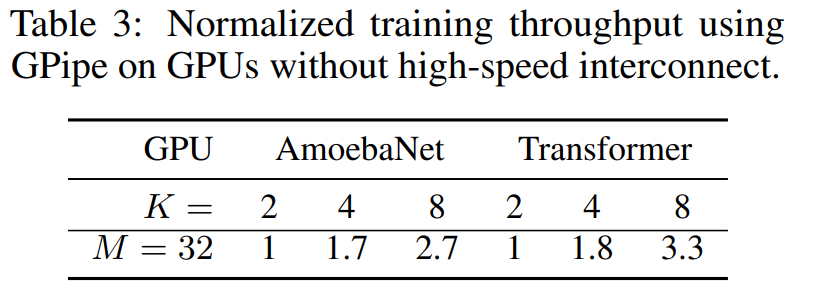 Table 3: Normalized training throughput using
GPipe on GPUs without high-speed interconnect.
GPU AmoebaNet Transformer
K = 2 4 8 2 4 8
M = 32 1 1.7 2.7 1 1.8 3.3